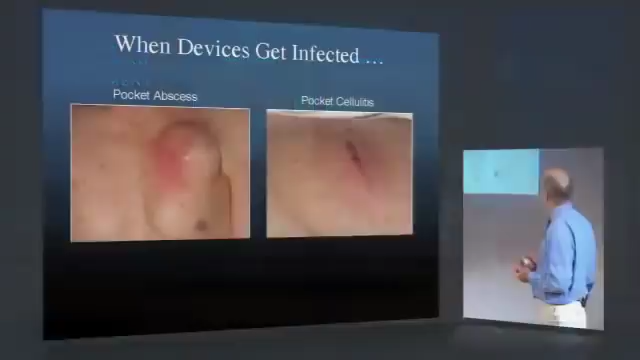 When Devices Get Infected …
Pocket Abscess
Pocket Cellulitis